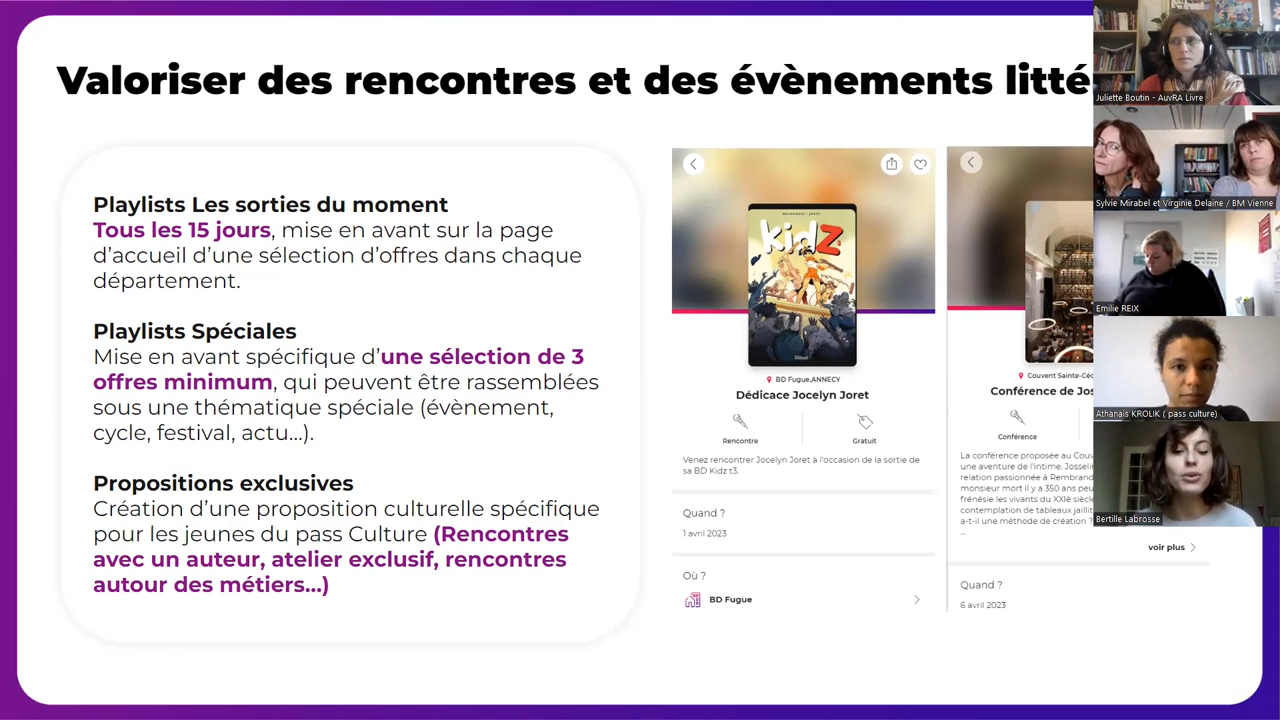 Valoriser des rencontres et des évènements litté
Playlists Les sorties du moment
Tous les 15 jours, mise en avant sur la page
d’accueil d’une sélection d’offres dans chaque
département.
Playlists Spéciales
Mise en avant spécifique d’une sélection de 3
offres minimum, qui peuvent être rassemblées
sous une thématique spéciale (évènement,
cycle, festival, actu...).
Propositions exclusives
Création d’une proposition culturelle spécifique
pour les jeunes du pass Culture (Rencontres
avec un auteur, atelier exclusif, rencontres
autour des métiers...)
kidz
Glénat
BD Fugue,ANNECY
Dédicace Jocelyn Joret
Rencontre
Gratuit
Venez rencontrer Jocelyn Joret à l'occasion de la sortie de
sa BD Kidz t3.
Quand ?
1 avril 2023
Où ?
BD Fugue
Couvent Sainte-Céc
Conférence de Jos
Conférence
La conférence proposée au Couv
une aventure de l'intime. Josselin
relation passionnée à Rembrand
monsieur mort il y a 350 ans peu
frénésie les vivants du XXIè siècle
contemplation de tableaux jaillit
a-t-il une méthode de création ?
...
voir plus
Quand ?
6 avril 2023
Juliette Boutin - AuvRA Livre
Sylvie Mirabel et Virginie Delaine / BM Vienne
Emilie REIX
Athanaïs KROLIK ( pass culture)
Bertille Labrosse